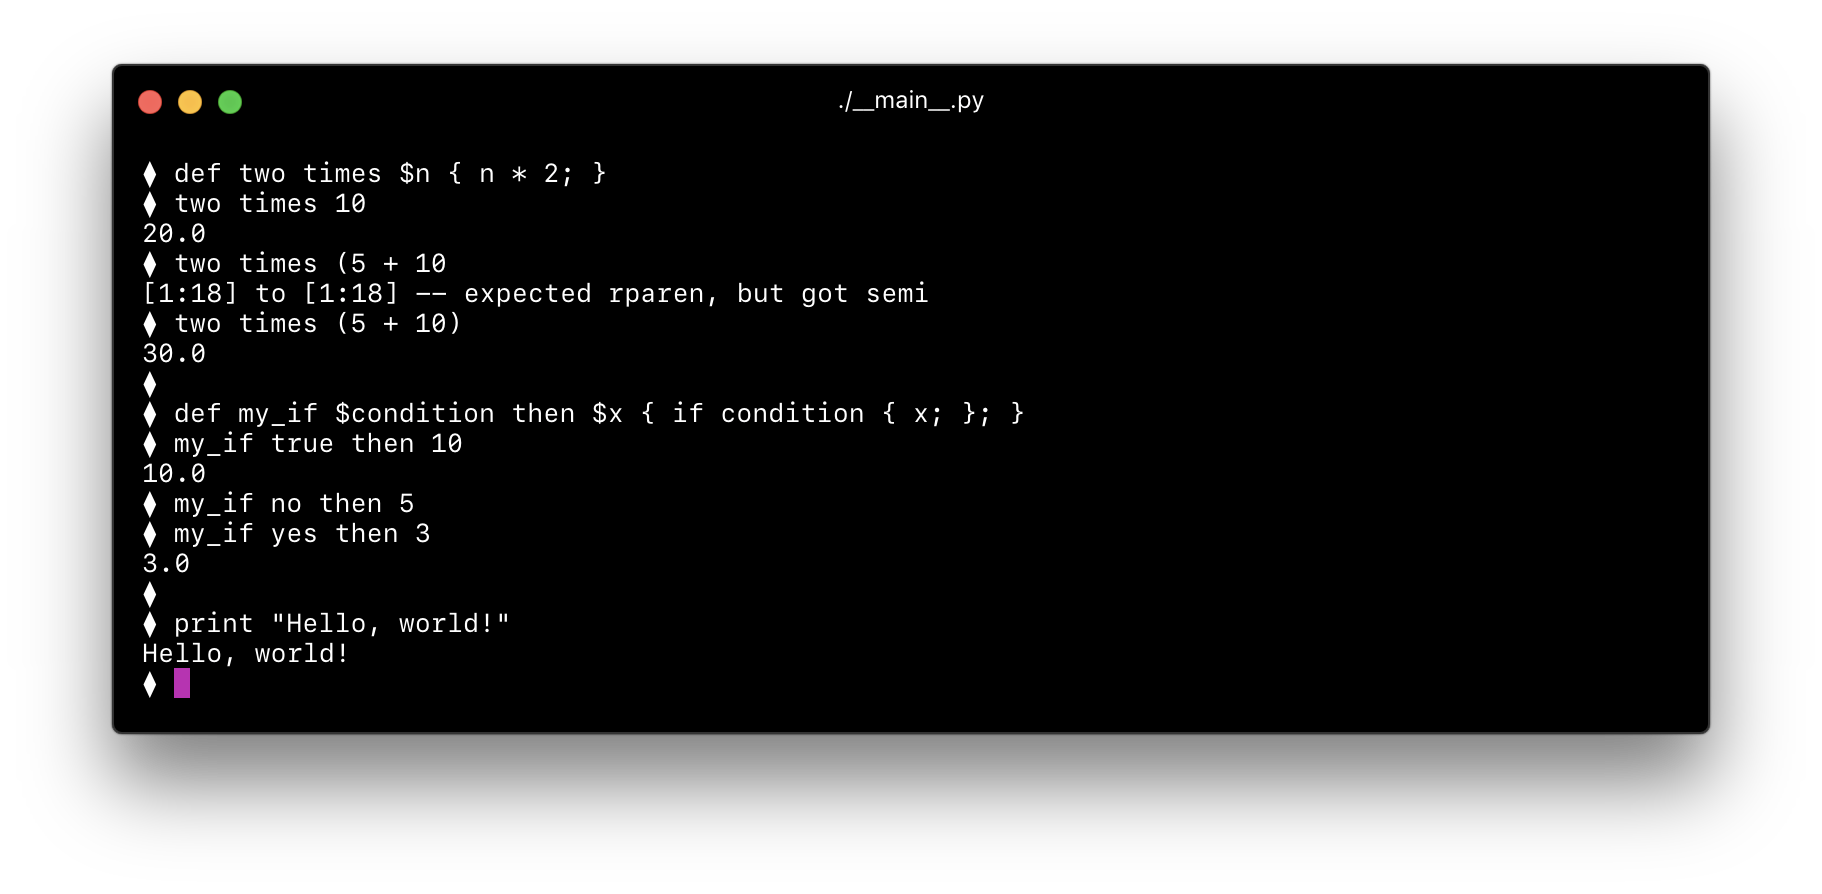 ./__main__.py
♦ def two times $n { n * 2; }
♦ two times 10
20.0
♦ two times (5 + 10
[1:18] to [1:18] —— expected rparen, but got semi
♦ two times (5 + 10)
30.0
♦
♦ def my_if $condition then $x { if condition { x; }; }
♦ my_if true then 10
10.0
♦ my_if no then 5
♦ my_if yes then 3
3.0
♦
♦ print "Hello, world!"
Hello, world!
♦